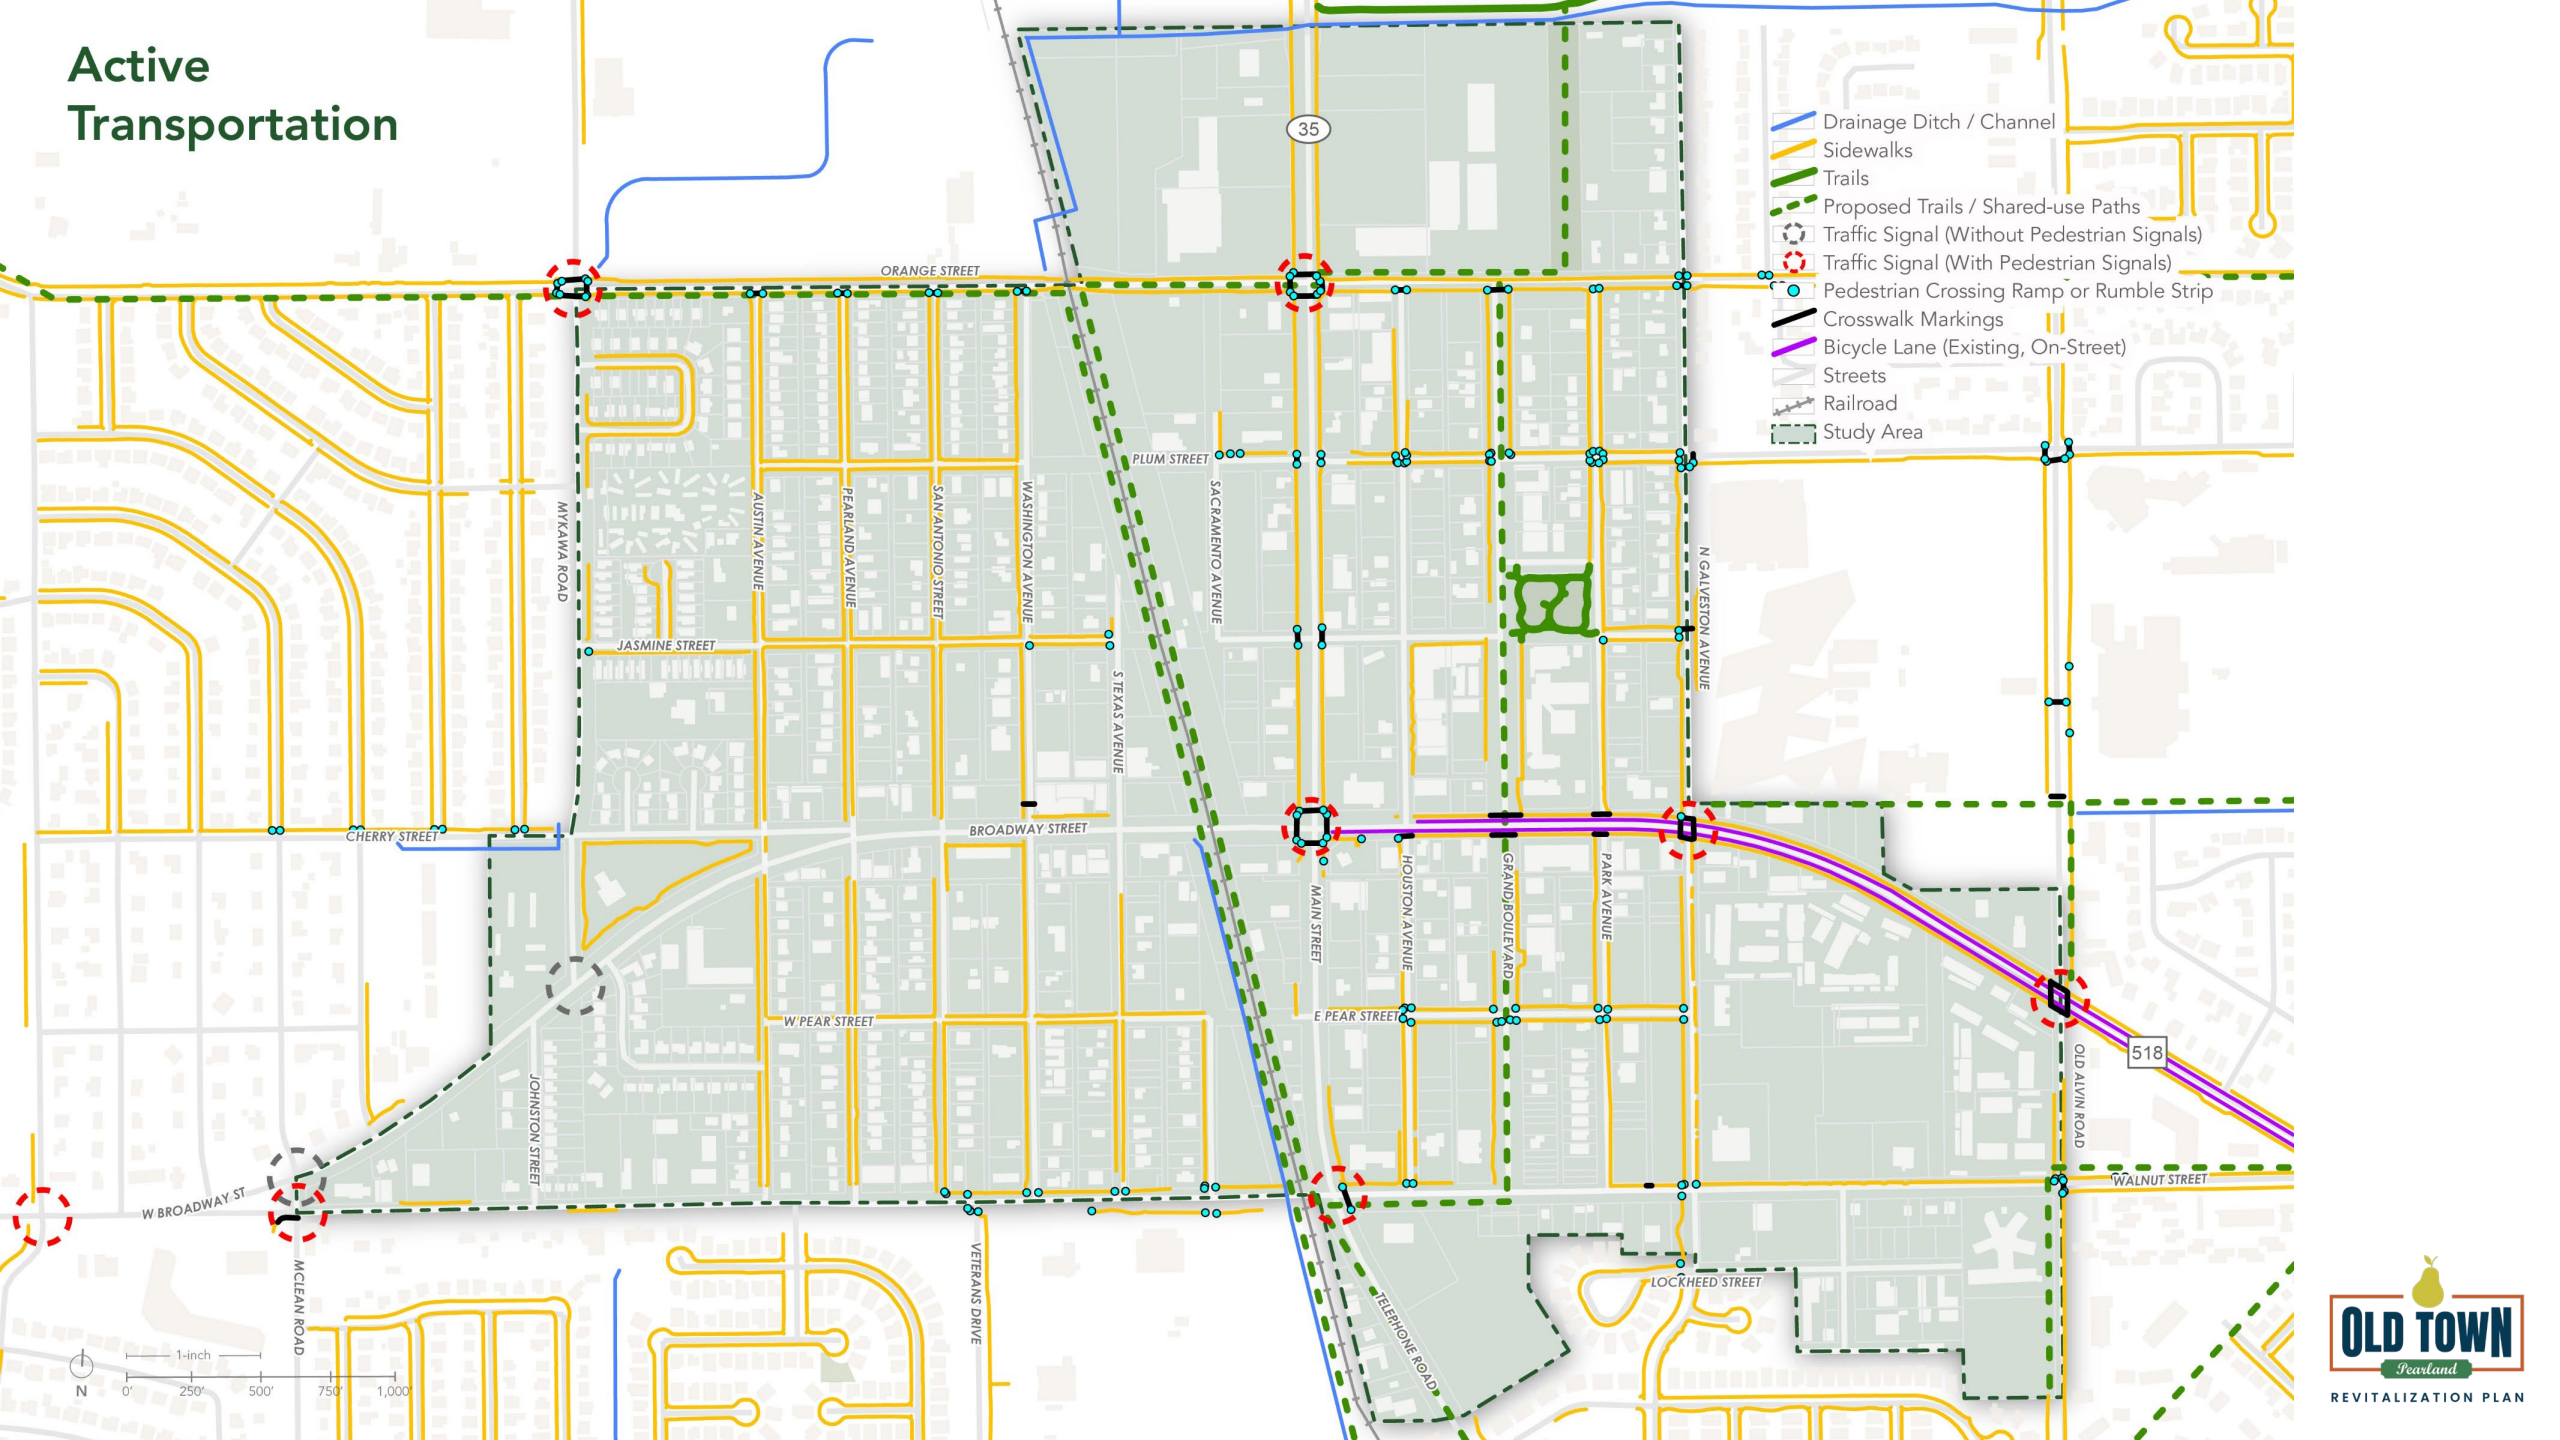 Active
Transportation
35
Drainage Ditch / Channel
Sidewalks
Trails
Proposed Trails / Shared-use Paths
Traffic Signal (Without Pedestrian Signals)
Traffic Signal (With Pedestrian Signals)
Pedestrian Crossing Ramp or Rumble Strip
Crosswalk Markings
Bicycle Lane (Existing, On-Street)
Streets
Railroad
Study Area
ORANGE STREET
PLUM STREET
MYKAWA ROAD
AUSTIN AVENUE
PEARLAND AVENUE
SAN ANTONIO STREET
WASHINGTON AVENUE
SACRAMENTO AVENUE
N GALVESTON AVENUE
JASMINE STREET
S TEXAS AVENUE
CHERRY STREET
BROADWAY STREET
MAIN STREET
HOUSTON AVENUE
GRAND BOULEVARD
PARK AVENUE
W PEAR STREET
E PEAR STREET
518
OLD ALVIN ROAD
JOHNSTON STREET
W BROADWAY ST
WALNUT STREET
MCLEAN ROAD
VETERANS DRIVE
TELEPHONE ROAD
LOCKHEED STREET
1-inch
N
0' 250' 500' 750' 1,000'
OLD TOWN
Pearland
REVITALIZATION PLAN